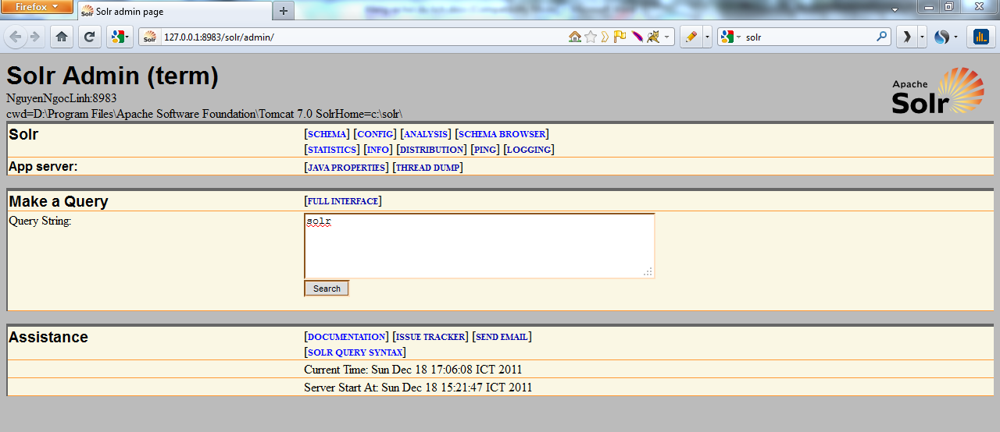 Firefox
Solr admin page
127.0.0.1:8983/solr/admin/
solr
Solr Admin (term)
NguyenNgocLinh:8983
cwd=D:\Program Files\Apache Software Foundation\Tomcat 7.0 SolrHome=c:\solr\
Apache
Solr
Solr
[SCHEMA] [CONFIG] [ANALYSIS] [SCHEMA BROWSER]
[STATISTICS] [INFO] [DISTRIBUTION] [PING] [LOGGING]
App server:
[JAVA PROPERTIES] [THREAD DUMP]
Make a Query
[FULL INTERFACE]
Query String:
solr
Search
Assistance
[DOCUMENTATION] [ISSUE TRACKER] [SEND EMAIL]
[SOLR QUERY SYNTAX]
Current Time: Sun Dec 18 17:06:08 ICT 2011
Server Start At: Sun Dec 18 15:21:47 ICT 2011